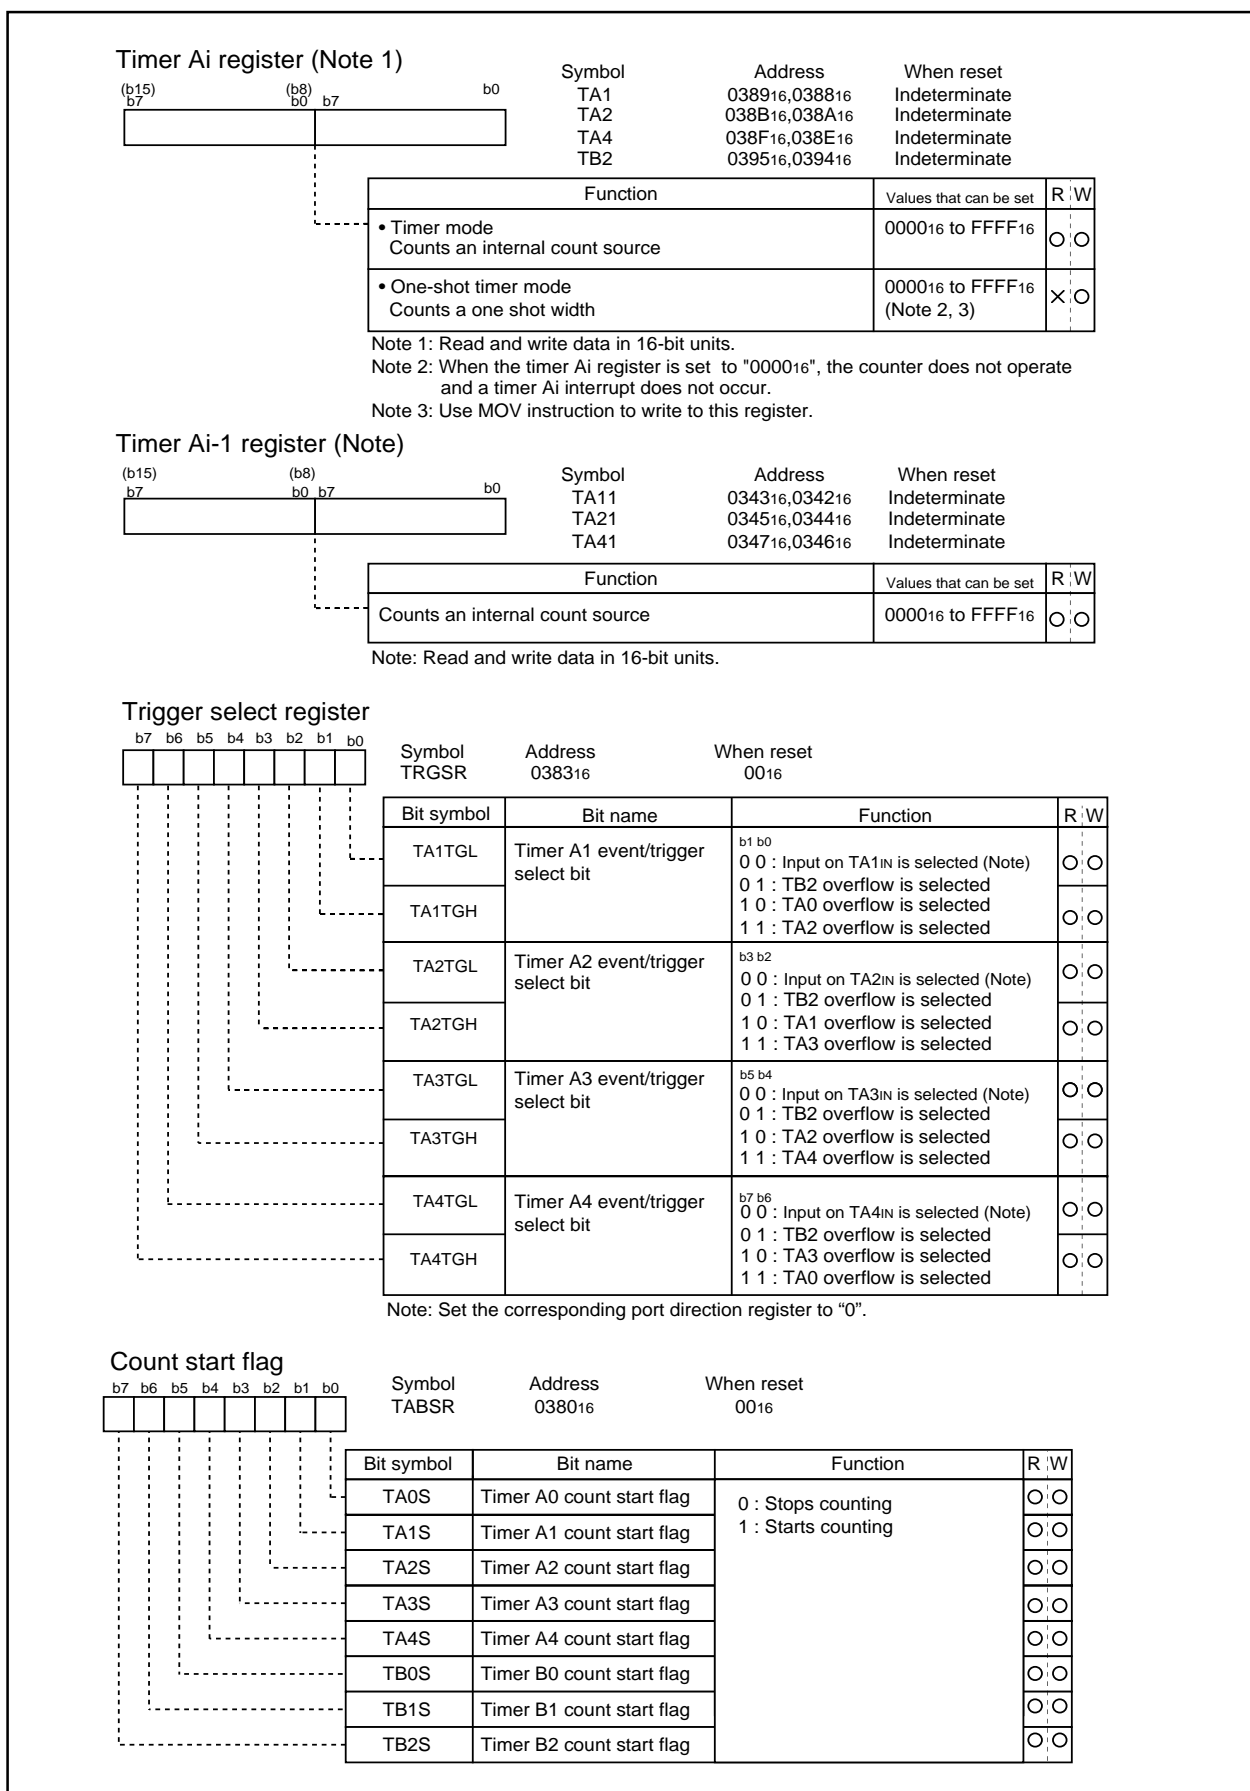 Timer Ai register (Note 1)
(b15) (b8)
b7 b0 b7 b0
Symbol Address When reset
TA1 038916,038816 Indeterminate
TA2 038B16,038A16 Indeterminate
TA4 038F16,038E16 Indeterminate
TB2 039516,039416 Indeterminate
Function Values that can be set R W
• Timer mode 000016 to FFFF16
Counts an internal count source
• One-shot timer mode 000016 to FFFF16
Counts a one shot width (Note 2, 3)
Note 1: Read and write data in 16-bit units.
Note 2: When the timer Ai register is set to "000016", the counter does not operate
and a timer Ai interrupt does not occur.
Note 3: Use MOV instruction to write to this register.
Timer Ai-1 register (Note)
(b15) (b8)
b7 b0 b7 b0
Symbol Address When reset
TA11 034316,034216 Indeterminate
TA21 034516,034416 Indeterminate
TA41 034716,034616 Indeterminate
Function Values that can be set R W
Counts an internal count source 000016 to FFFF16
Note: Read and write data in 16-bit units.
Trigger select register
b7 b6 b5 b4 b3 b2 b1 b0
Symbol Address When reset
TRGSR 038316 0016
Bit symbol Bit name Function R W
TA1TGL Timer A1 event/trigger
select bit
b1 b0
0 0 : Input on TA1IN is selected (Note)
0 1 : TB2 overflow is selected
TA1TGH 1 0 : TA0 overflow is selected
1 1 : TA2 overflow is selected
TA2TGL Timer A2 event/trigger
select bit
b3 b2
0 0 : Input on TA2IN is selected (Note)
0 1 : TB2 overflow is selected
TA2TGH 1 0 : TA1 overflow is selected
1 1 : TA3 overflow is selected
TA3TGL Timer A3 event/trigger
select bit
b5 b4
0 0 : Input on TA3IN is selected (Note)
0 1 : TB2 overflow is selected
TA3TGH 1 0 : TA2 overflow is selected
1 1 : TA4 overflow is selected
TA4TGL Timer A4 event/trigger
select bit
b7 b6
0 0 : Input on TA4IN is selected (Note)
0 1 : TB2 overflow is selected
TA4TGH 1 0 : TA3 overflow is selected
1 1 : TA0 overflow is selected
Note: Set the corresponding port direction register to “0”.
Count start flag
b7 b6 b5 b4 b3 b2 b1 b0
Symbol Address When reset
TABSR 038016 0016
Bit symbol Bit name Function R W
TA0S Timer A0 count start flag 0 : Stops counting
TA1S Timer A1 count start flag 1 : Starts counting
TA2S Timer A2 count start flag
TA3S Timer A3 count start flag
TA4S Timer A4 count start flag
TB0S Timer B0 count start flag
TB1S Timer B1 count start flag
TB2S Timer B2 count start flag